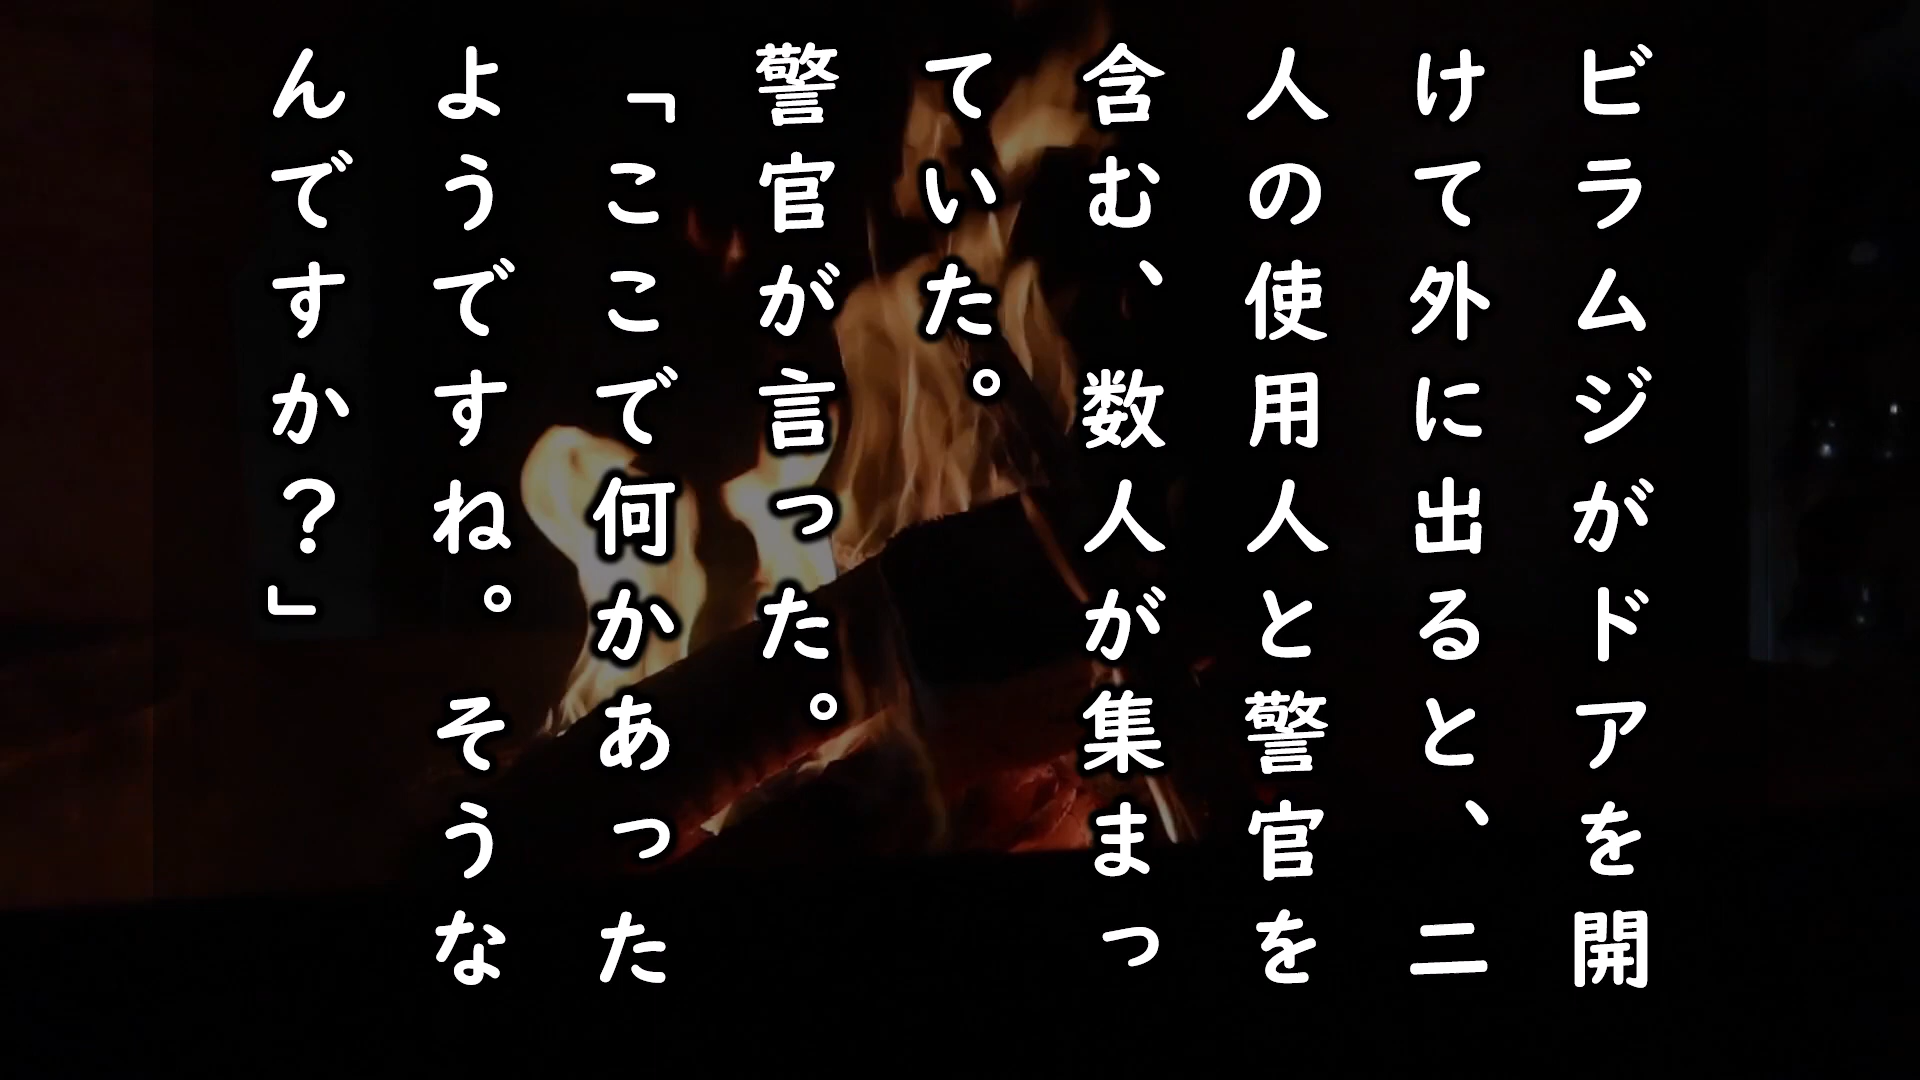 ビラムジがドアを開
けて外に出ると、二
人の使用人と警官を
含む、数人が集まっ
ていた。
警官が言った。
「ここで何かあった
ようですね。そうな
んですか？」